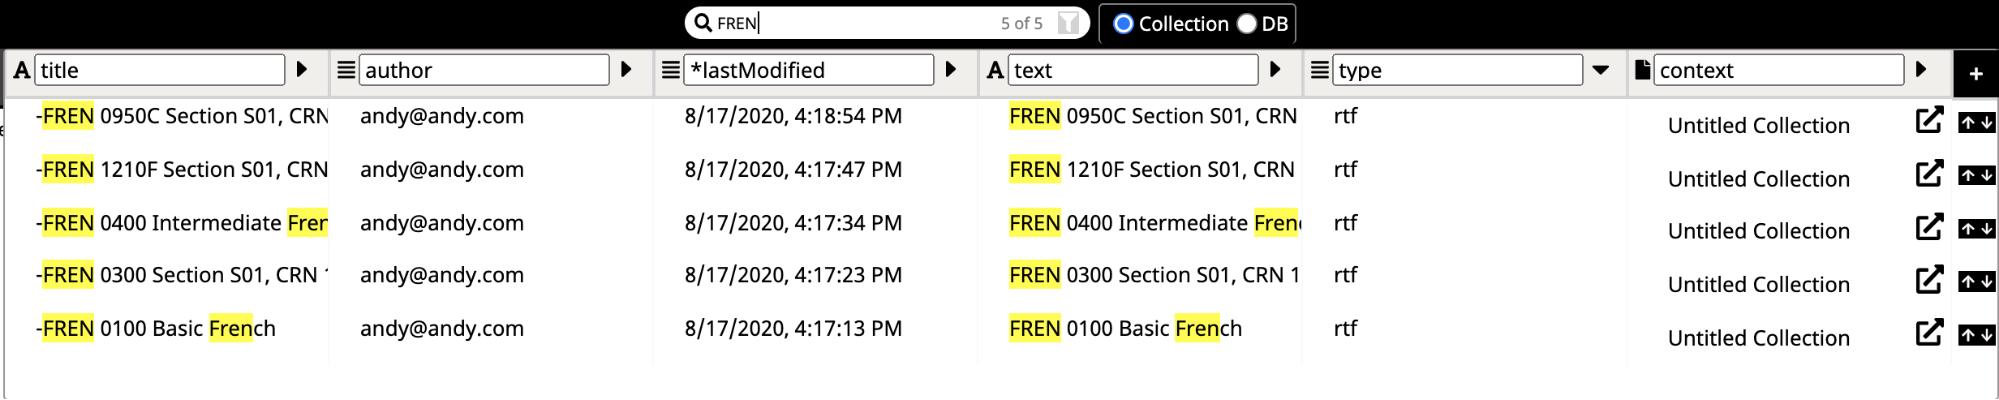 FREN 5 of 5 Collection DB
A title author *lastModified A text type context +
-FREN 0950C Section S01, CRN andy@andy.com 8/17/2020, 4:18:54 PM FREN 0950C Section S01, CRN rtf Untitled Collection
-FREN 1210F Section S01, CRN andy@andy.com 8/17/2020, 4:17:47 PM FREN 1210F Section S01, CRN rtf Untitled Collection
-FREN 0400 Intermediate Fren andy@andy.com 8/17/2020, 4:17:34 PM FREN 0400 Intermediate Fren rtf Untitled Collection
-FREN 0300 Section S01, CRN andy@andy.com 8/17/2020, 4:17:23 PM FREN 0300 Section S01, CRN 1 rtf Untitled Collection
-FREN 0100 Basic French andy@andy.com 8/17/2020, 4:17:13 PM FREN 0100 Basic French rtf Untitled Collection